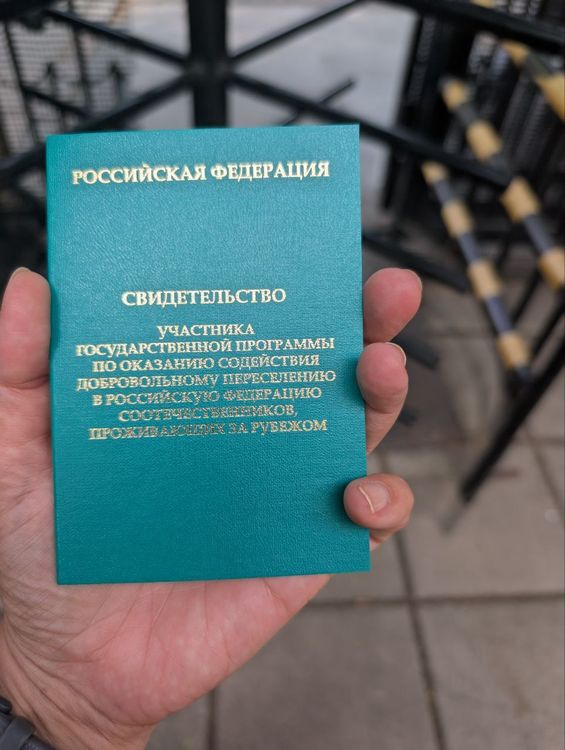 РОССИЙСКАЯ ФЕДЕРАЦИЯ
СВИДЕТЕЛЬСТВО
УЧАСТНИКА
ГОСУДАРСТВЕННОЙ ПРОГРАММЫ
ПО ОКАЗАНИЮ СОДЕЙСТВИЯ
ДОБРОВОЛЬНОМУ ПЕРЕСЕЛЕНИЮ
В РОССИЙСКУЮ ФЕДЕРАЦИЮ
СООТЕЧЕСТВЕННИКОВ,
ПРОЖИВАЮЩИХ ЗА РУБЕЖОМ